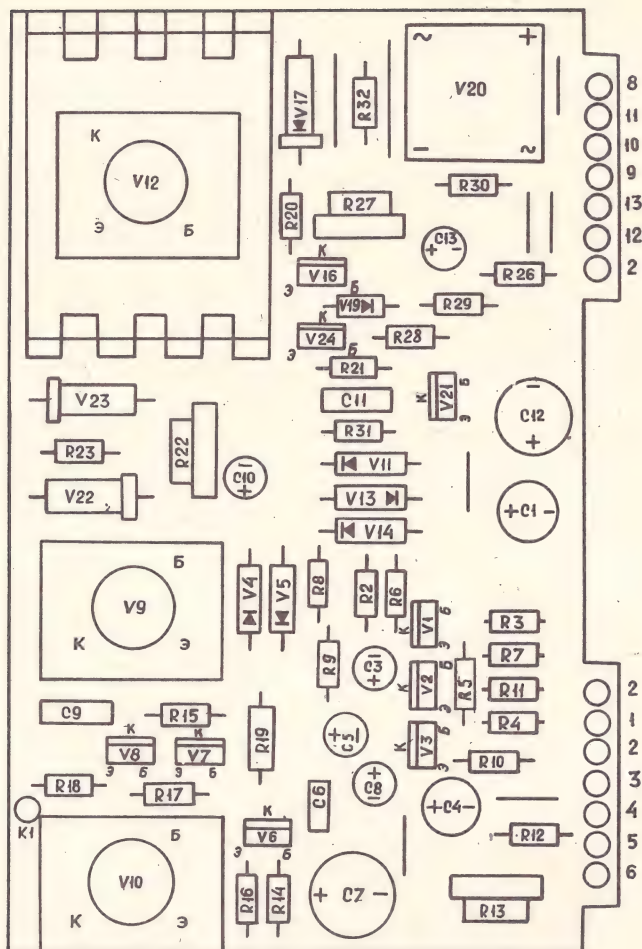 ~ +
V20
- ~
8
11
10
9
13
12
2
V17
R32
К
V12
Э Б
R30
R20
R27
+ C13 -
К
V16
Э Б
R26
V19
R29
К
V24
Э Б
R28
R21
К V21 Б Э
V23
C11
-
C12
+
R22
R23
R31
V11
-
C10
+
V22
V13
+ C1 -
V14
Б
V9
К Э
V4
V5
R8
R2
R6
К V1 Б Э
R3
R9
-
C3
+
К V2 Б Э
R5
R7
R11
2
C9
R15
R19
+
C5
-
К V3 Б Э
R4
1
К
V8
Э Б
К
V7
Э Б
R10
2
R18
R17
C6
+
C8
-
3
К1
+ C4 -
4
К
V6
Э Б
R12
5
Б
V10
К Э
R16
R14
+ C7 -
R13
6